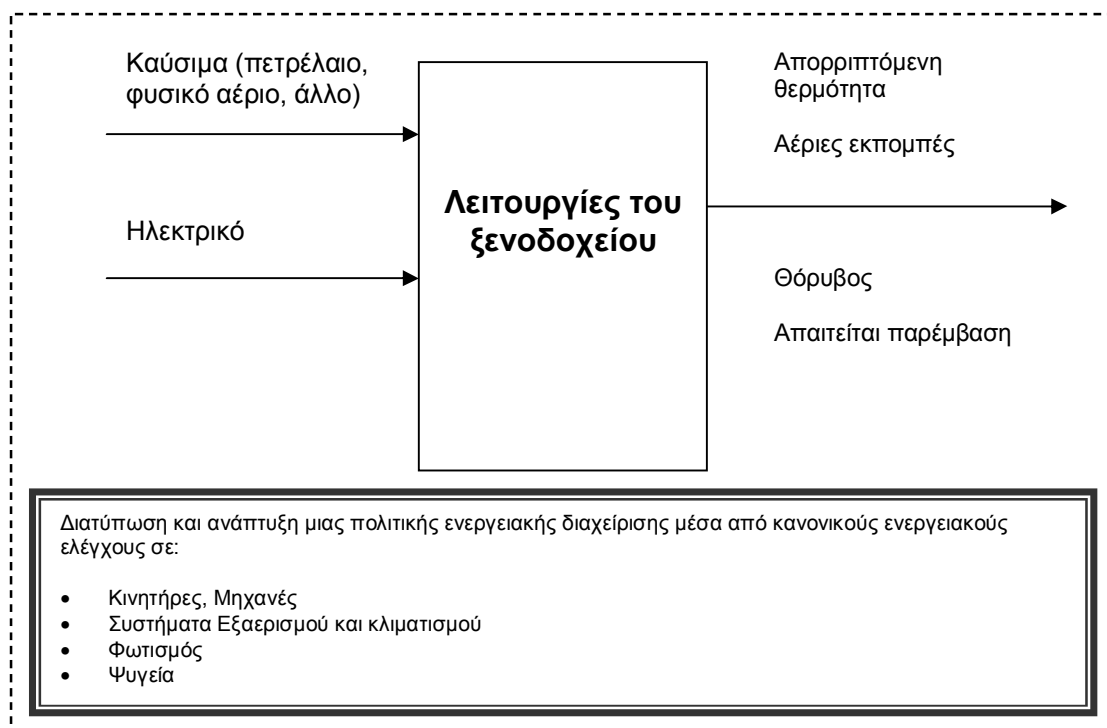 Καύσιμα (πετρέλαιο,
φυσικό αέριο, άλλο)
Ηλεκτρικό
Λειτουργίες του
ξενοδοχείου
Απορριπτόμενη
θερμότητα
Αέριες εκπομπές
Θόρυβος
Απαιτείται παρέμβαση
Διατύπωση και ανάπτυξη μιας πολιτικής ενεργειακής διαχείρισης μέσα από κανονικούς ενεργειακούς
ελέγχους σε:
• Κινητήρες, Μηχανές
• Συστήματα Εξαερισμού και κλιματισμού
• Φωτισμός
• Ψυγεία